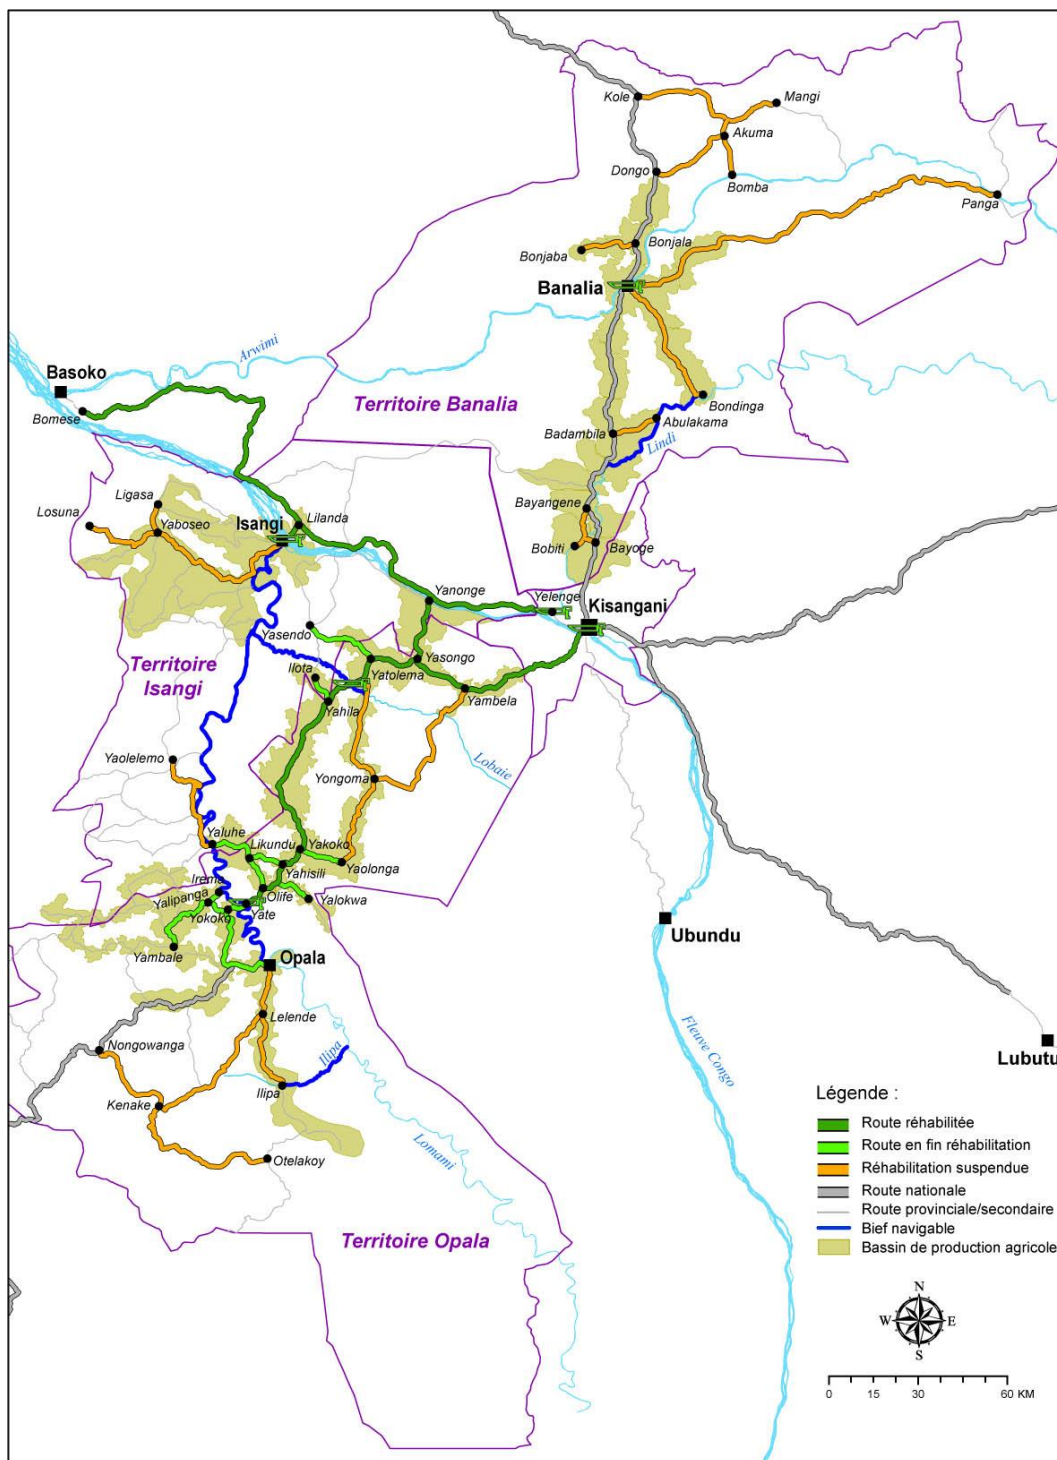 Kole
Mangi
Akuma
Dongo
Bomba
Panga
Bonjala
Bonjaba
Banalia
Arwimi
Basoko
Bomese
Territoire Banalia
Bondinga
Abulakama
Badambila
Lindi
Ligasa
Losuna
Yaboseo
Isangi
Lilanda
Bayangene
Bobiti
Bayoge
Yanonge
Yelenge
Kisangani
Yasendo
Territoire
Isangi
Ilota
Yatolema
Yasongo
Yahila
Yambela
Lobaie
Yaolelemo
Yongoma
Yaluhe
Likundu
Yakoko
Yahisili
Yaolonga
Irema
Yalipanga
Olife
Yalokwa
Yokoko
Yate
Yambale
Opala
Ubundu
Lelende
Nongowanga
Ilipa
Ilipa
Kenake
Otelakoy
Lomami
Fleuve Congo
Lubutu
Territoire Opala
Légende :
Route réhabilitée
Route en fin réhabilitation
Réhabilitation suspendue
Route nationale
Route provinciale/secondaire
Bief navigable
Bassin de production agricole
N
W E
S
0 15 30 60 KM